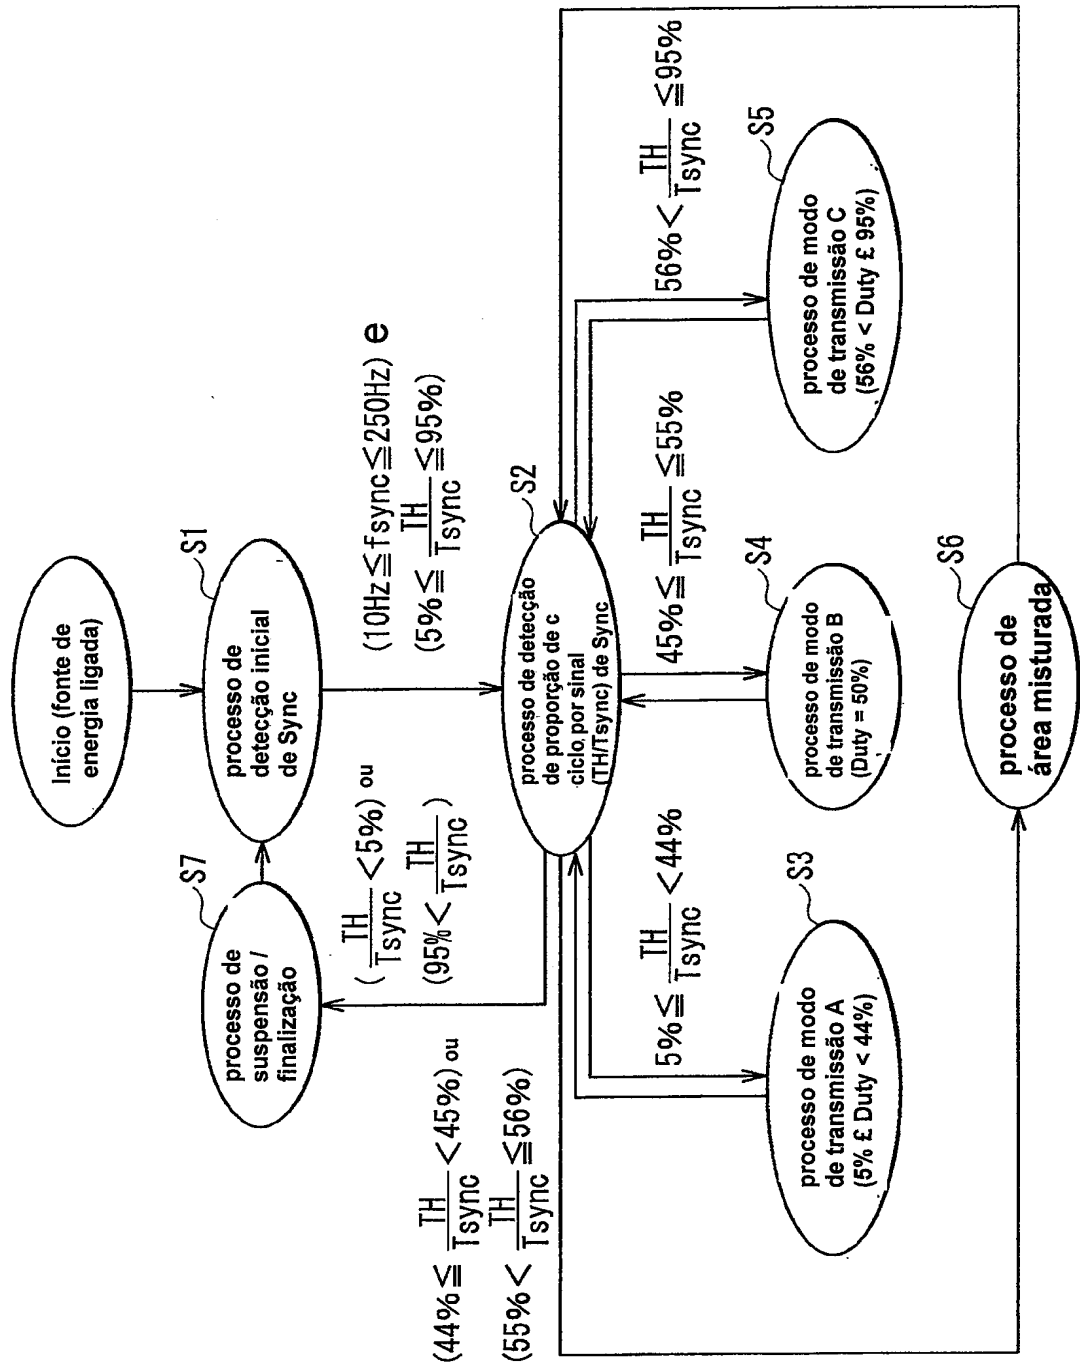 Início (fonte de
energia ligada)
S1
processo de
detecção inicial
de Sync
S7
processo de
suspensão /
finalização
(10Hz≦fsync≦250Hz) e
(5%≦ TH/Tsync ≦95%)
( TH/Tsync <5%) ou
(95%< TH/Tsync )
(44%≦ TH/Tsync <45%) ou
(55%< TH/Tsync ≦56%)
S2
processo de detecção
de proporção de c
ciclo por sinal
(TH/Tsync) de Sync
5%≦ TH/Tsync <44%
45%≦ TH/Tsync ≦55%
56%< TH/Tsync ≦95%
S3
processo de modo
de transmissão A
(5% £ Duty < 44%)
S4
processo de modo
de transmissão B
(Duty = 50%)
S5
processo de modo
de transmissão C
(56% < Duty £ 95%)
S6
processo de
área misturada